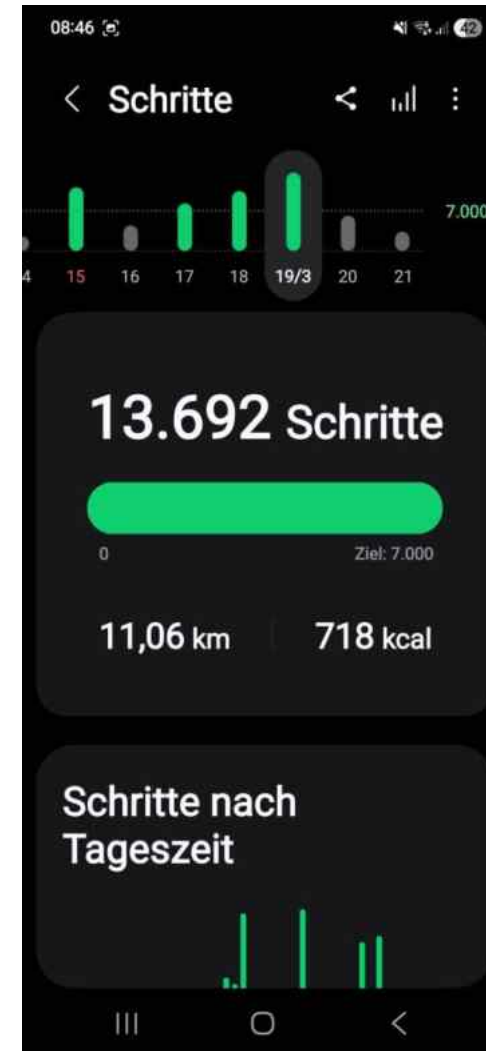 08:46 42
Schritte
7.000
4 15 16 17 18 19/3 20 21
13.692 Schritte
0 Ziel: 7.000
11,06 km 718 kcal
Schritte nach
Tageszeit